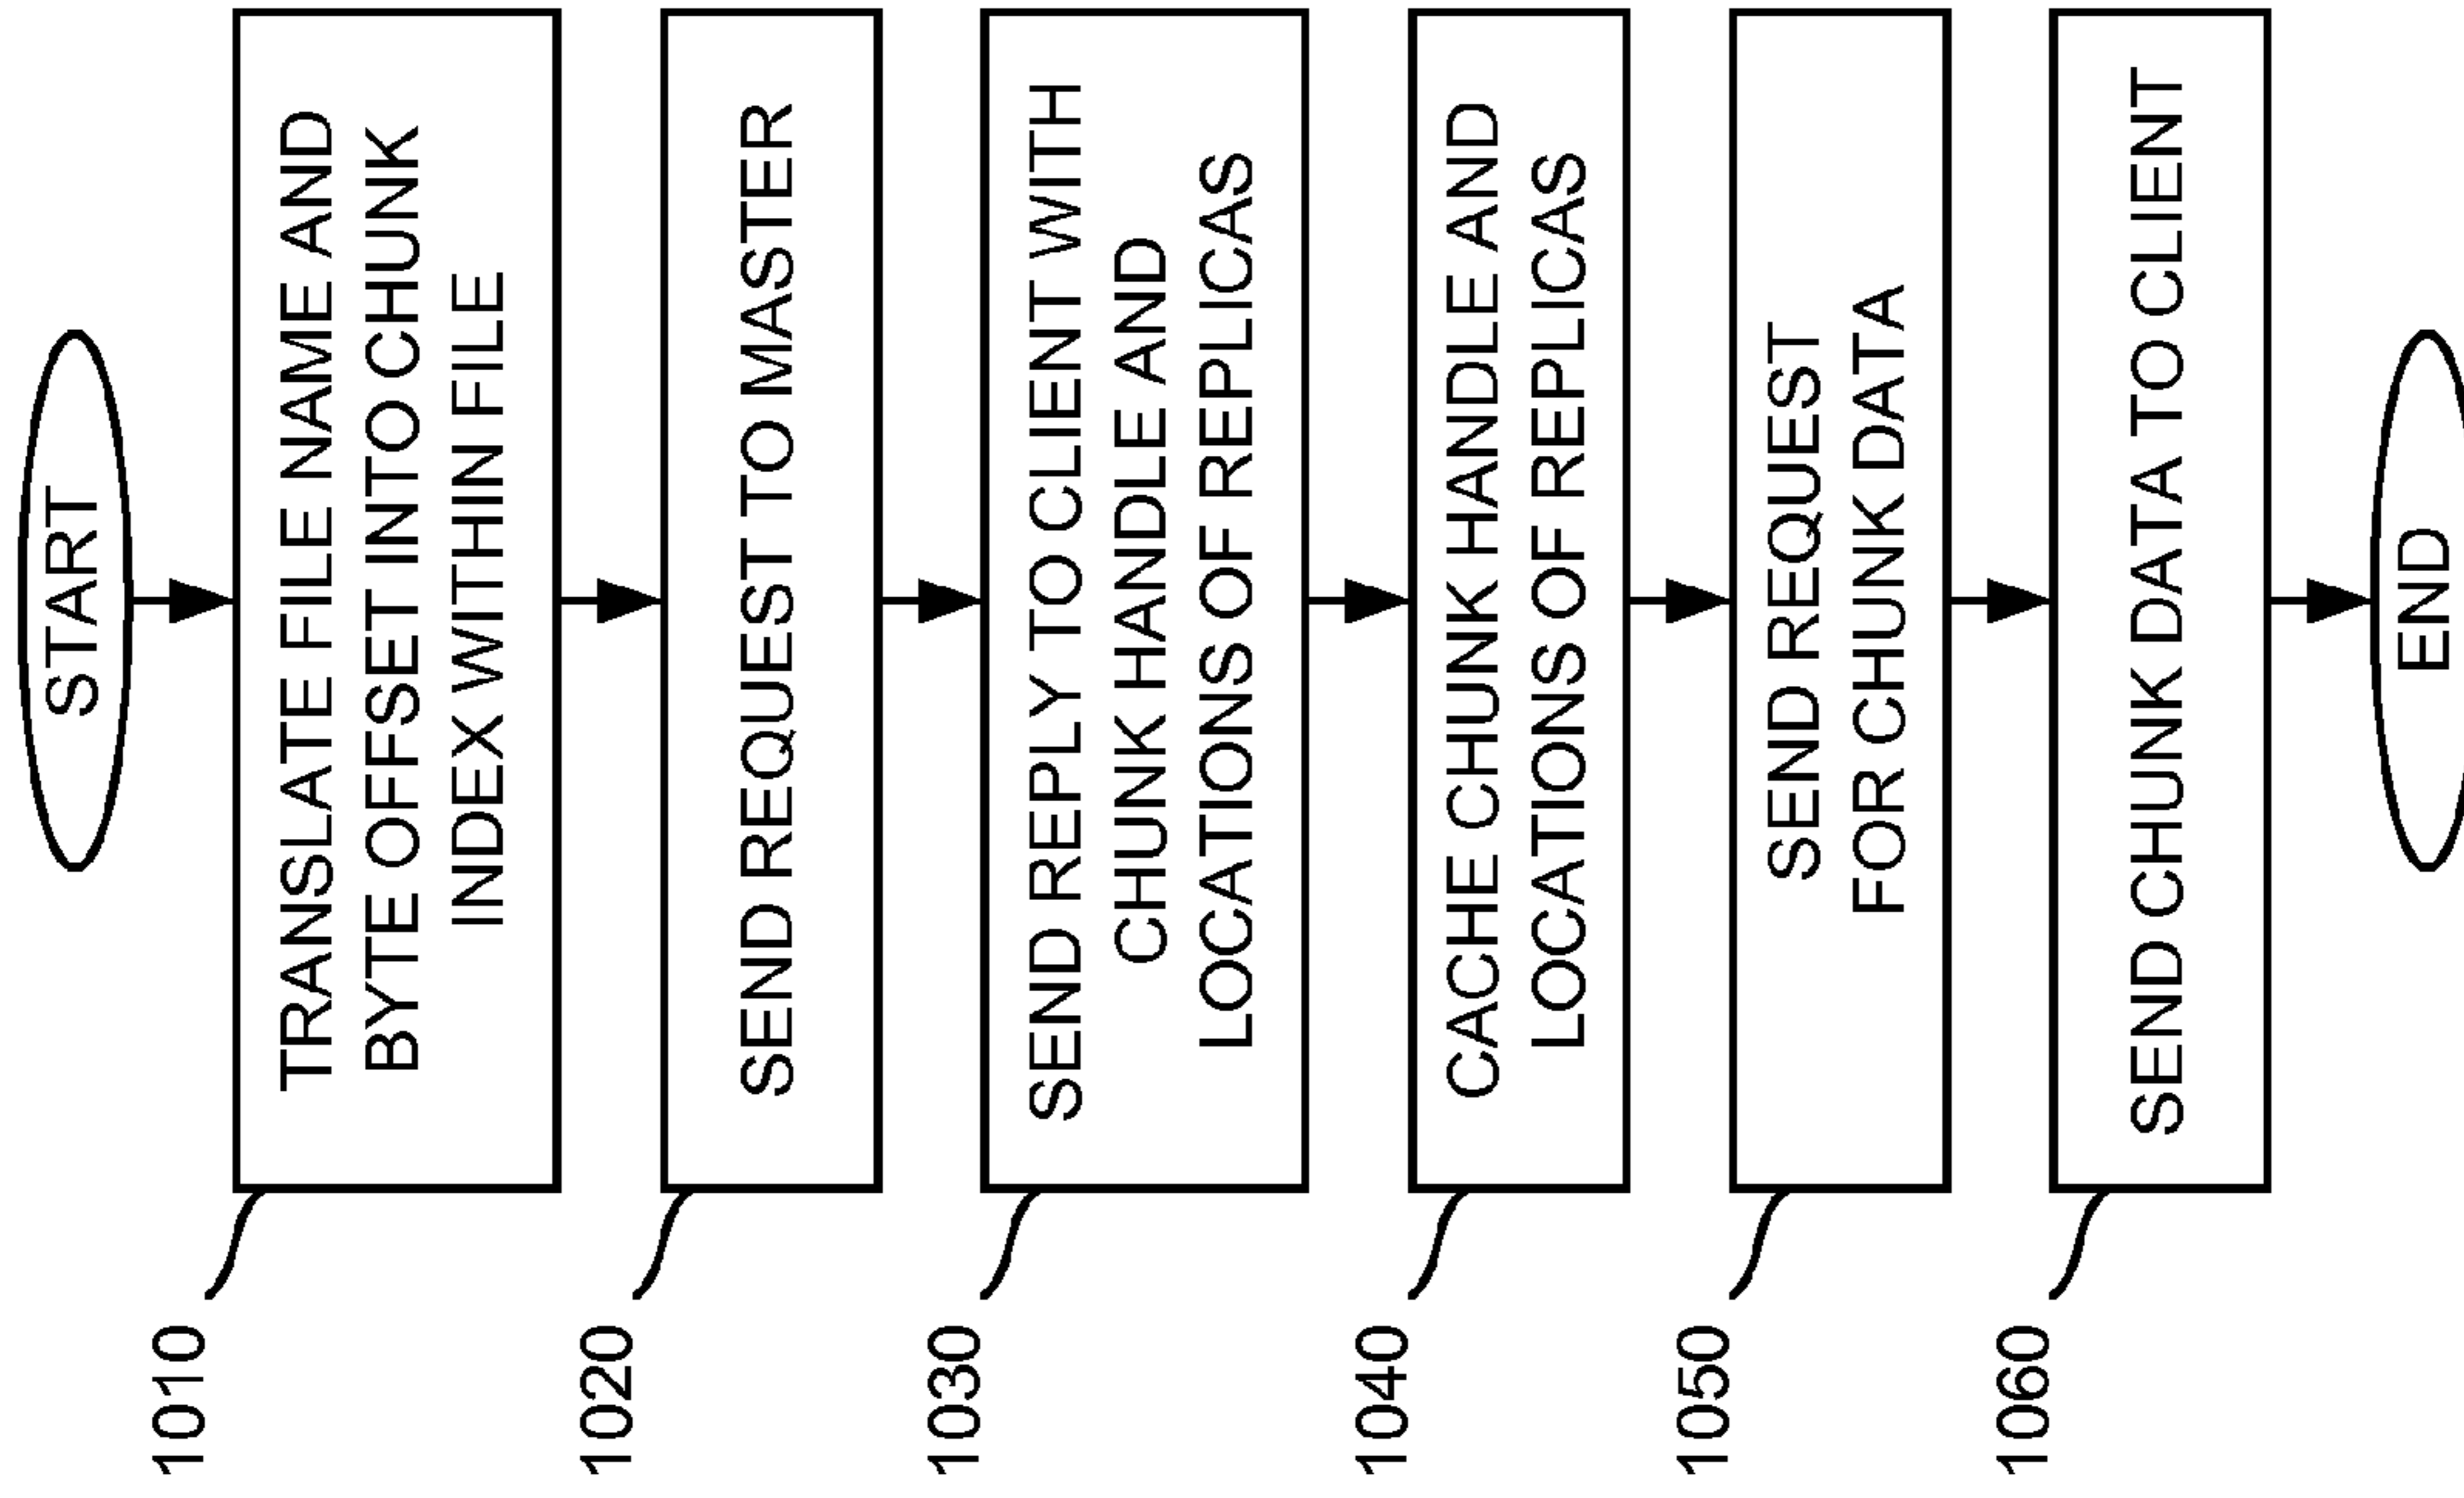 START
1010
TRANSLATE FILE NAME AND
BYTE OFFSET INTO CHUNK
INDEX WITHIN FILE
1020
SEND REQUEST TO MASTER
1030
SEND REPLY TO CLIENT WITH
CHUNK HANDLE AND
LOCATIONS OF REPLICAS
1040
CACHE CHUNK HANDLE AND
LOCATIONS OF REPLICAS
1050
SEND REQUEST
FOR CHUNK DATA
1060
SEND CHUNK DATA TO CLIENT
END